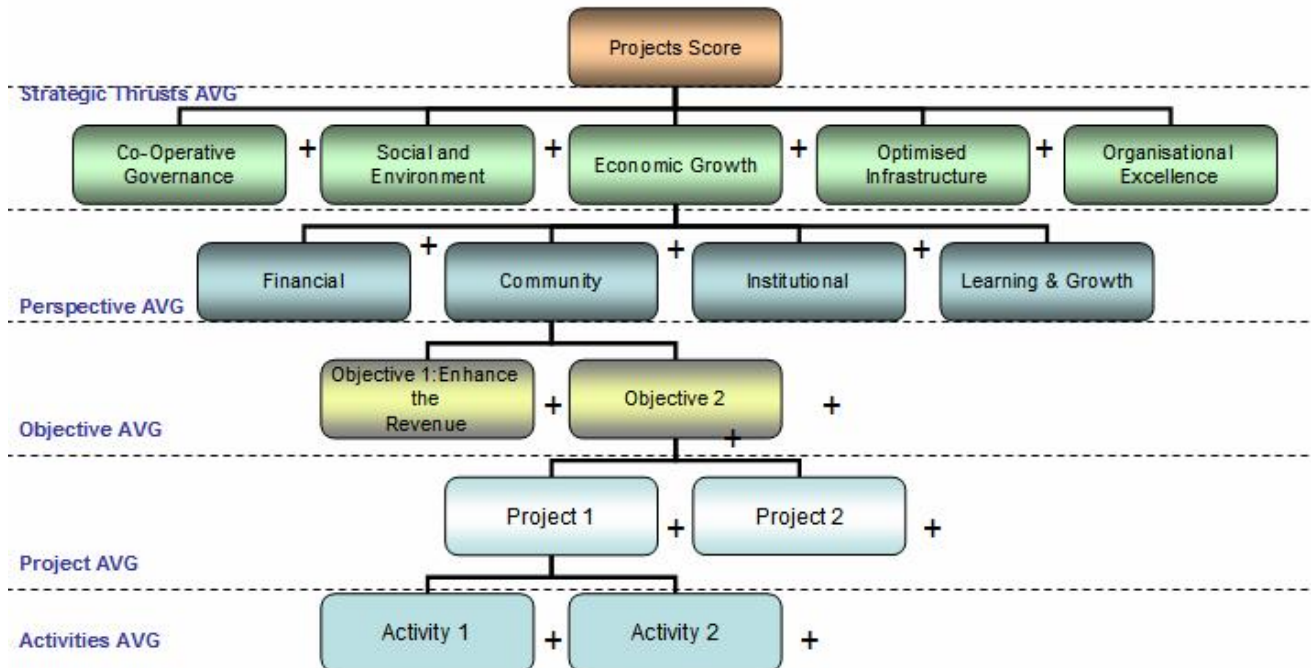 Projects Score
Strategic Thrusts AVG
Co-Operative
Governance
+
Social and
Environment
+
Economic Growth
+
Optimised
Infrastructure
+
Organisational
Excellence
Financial
+
Community
+
Institutional
+
Learning & Growth
Perspective AVG
Objective 1:Enhance
the
Revenue
+
Objective 2
+
Objective AVG
+
Project 1
+
Project 2
+
Project AVG
Activity 1
+
Activity 2
+
Activities AVG